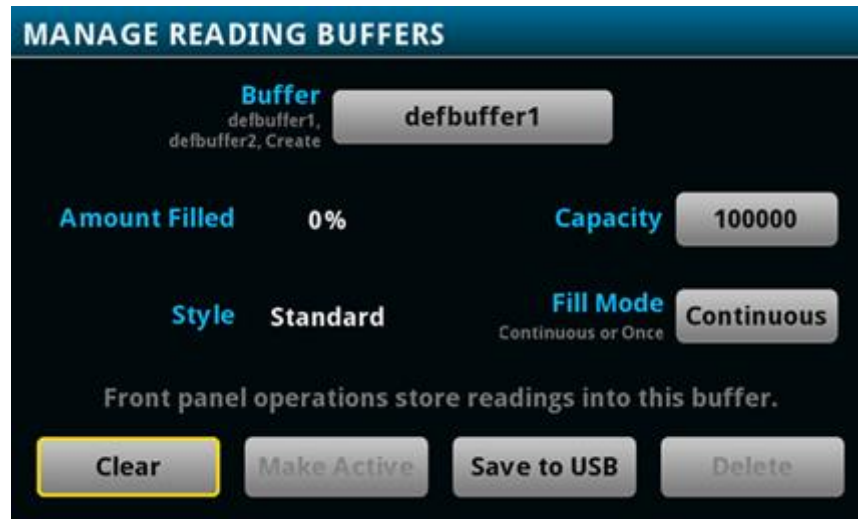 MANAGE READING BUFFERS
Buffer
defbuffer1,
defbuffer2, Create
defbuffer1
Amount Filled
0%
Capacity
100000
Style
Standard
Fill Mode
Continuous or Once
Continuous
Front panel operations store readings into this buffer.
Clear
Make Active
Save to USB
Delete